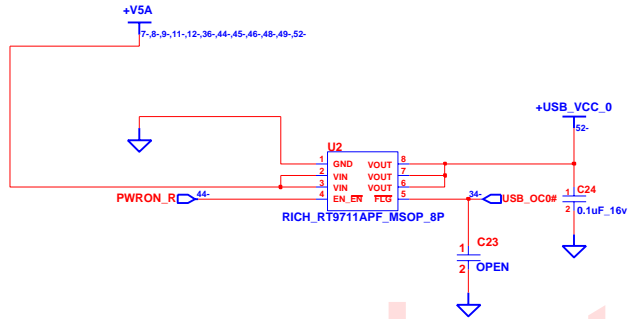 +V5A
7-,8-,9-,11-,12-,36-,44-,45-,46-,48-,49-,52-
+USB_VCC_0
52-
U2
1 GND VOUT 8
2 VIN VOUT 7
3 VIN VOUT 6
4 EN_EN FLG 5
PWRON_R 44-
34- USB_OC0#
RICH_RT9711APF_MSOP_8P
C24
1
2 0.1uF_16v
C23
1
2 OPEN